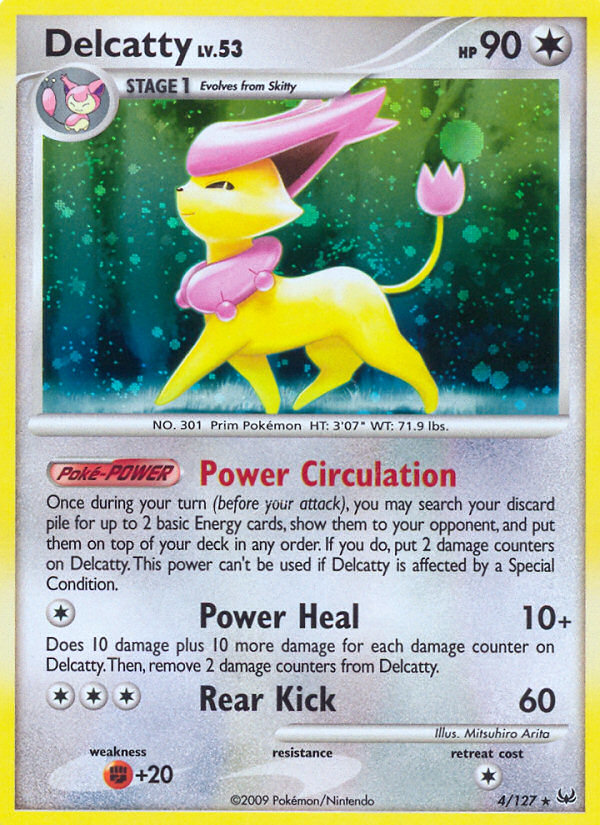 Delcatty LV.53 HP 90
STAGE 1 Evolves from Skitty
NO. 301 Prim Pokémon HT: 3'07" WT: 71.9 lbs.
Poké-POWER Power Circulation
Once during your turn (before your attack), you may search your discard
pile for up to 2 basic Energy cards, show them to your opponent, and put
them on top of your deck in any order. If you do, put 2 damage counters
on Delcatty. This power can't be used if Delcatty is affected by a Special
Condition.
Power Heal 10+
Does 10 damage plus 10 more damage for each damage counter on
Delcatty. Then, remove 2 damage counters from Delcatty.
Rear Kick 60
Illus. Mitsuhiro Arita
weakness resistance retreat cost
+20
©2009 Pokémon/Nintendo 4/127